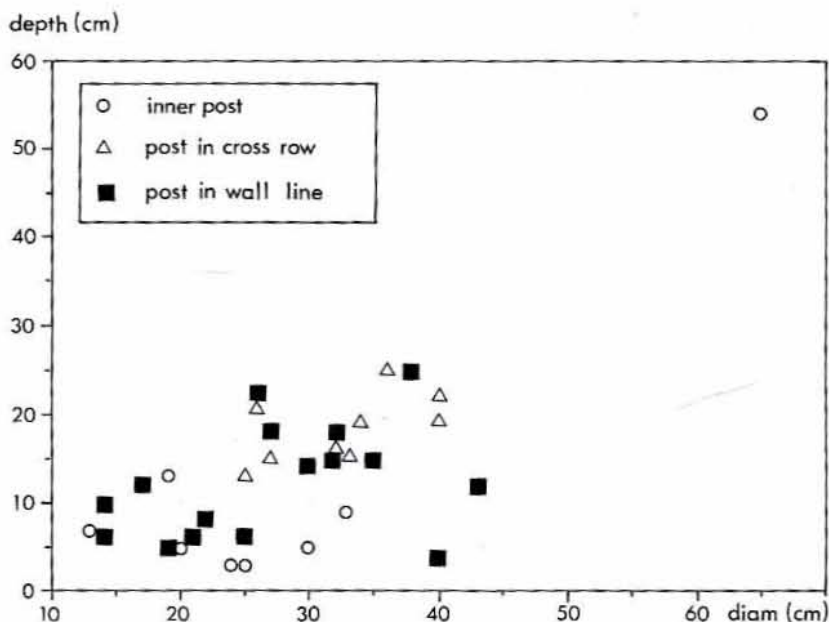 depth (cm)
60
50
40
30
20
10
0
inner post
post in cross row
post in wall line
10 20 30 40 50 60 diam (cm)